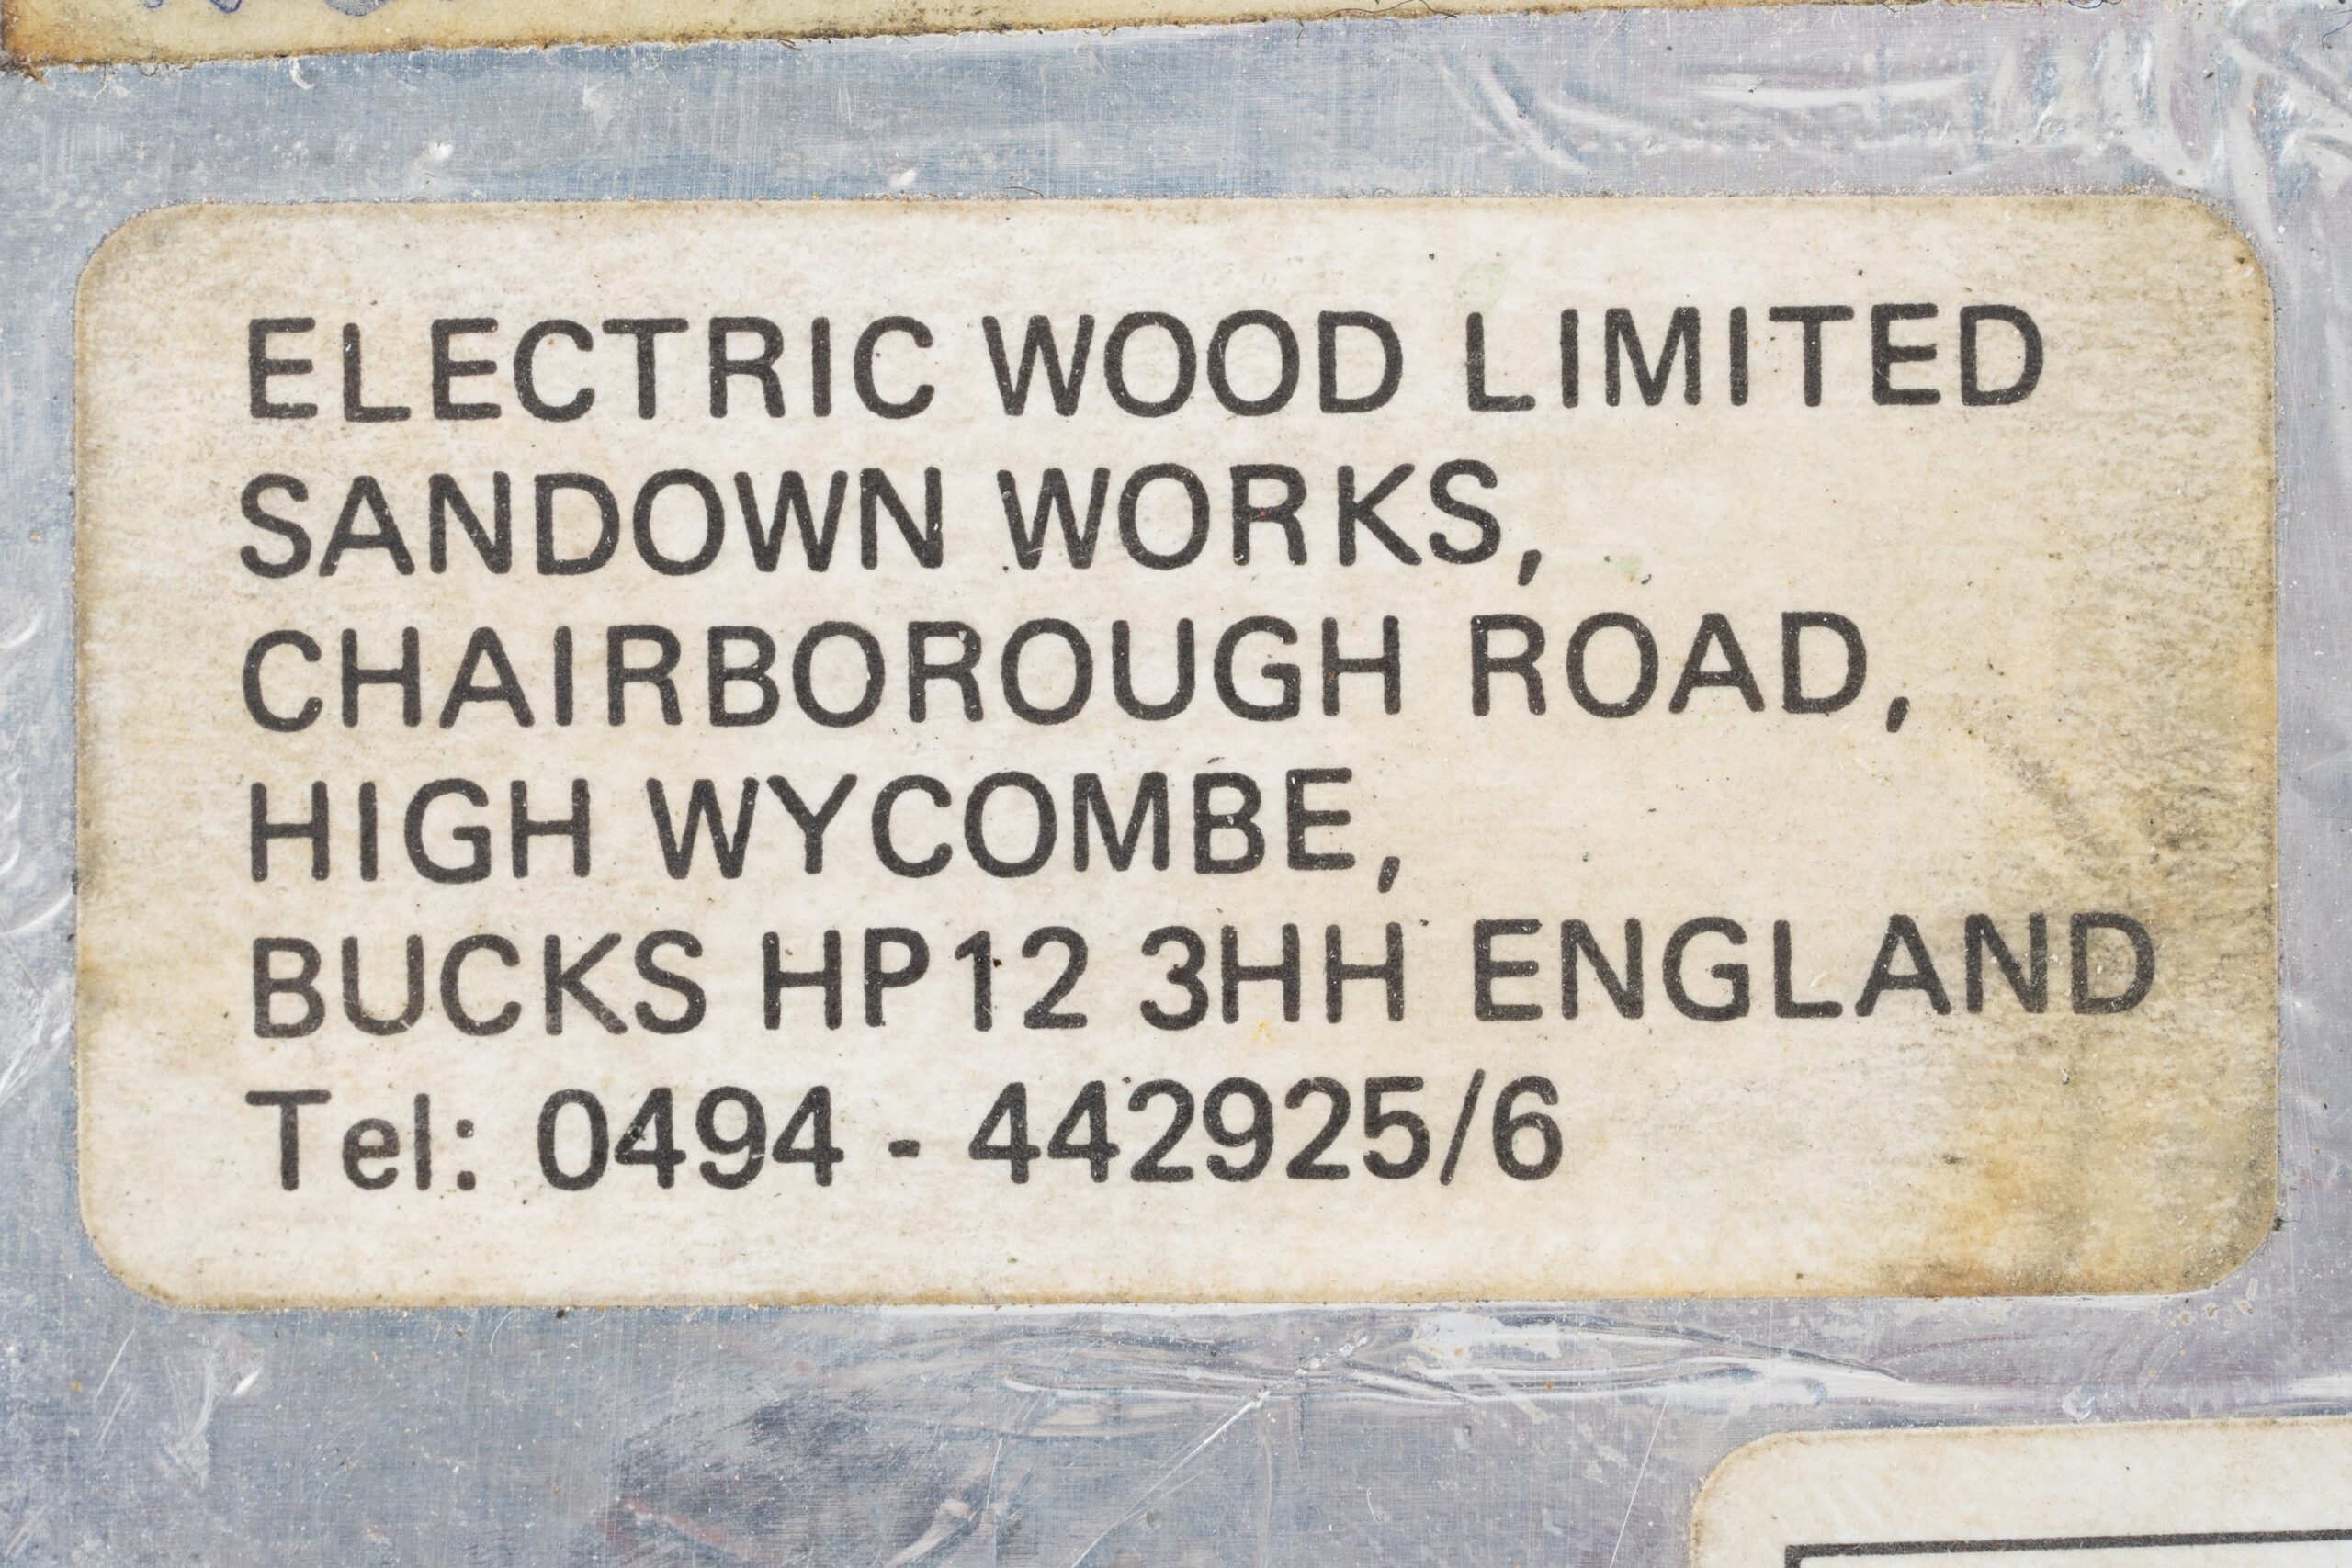 ELECTRIC WOOD LIMITED
SANDOWN WORKS,
CHAIRBOROUGH ROAD,
HIGH WYCOMBE,
BUCKS HP12 3HH ENGLAND
Tel: 0494 - 442925/6